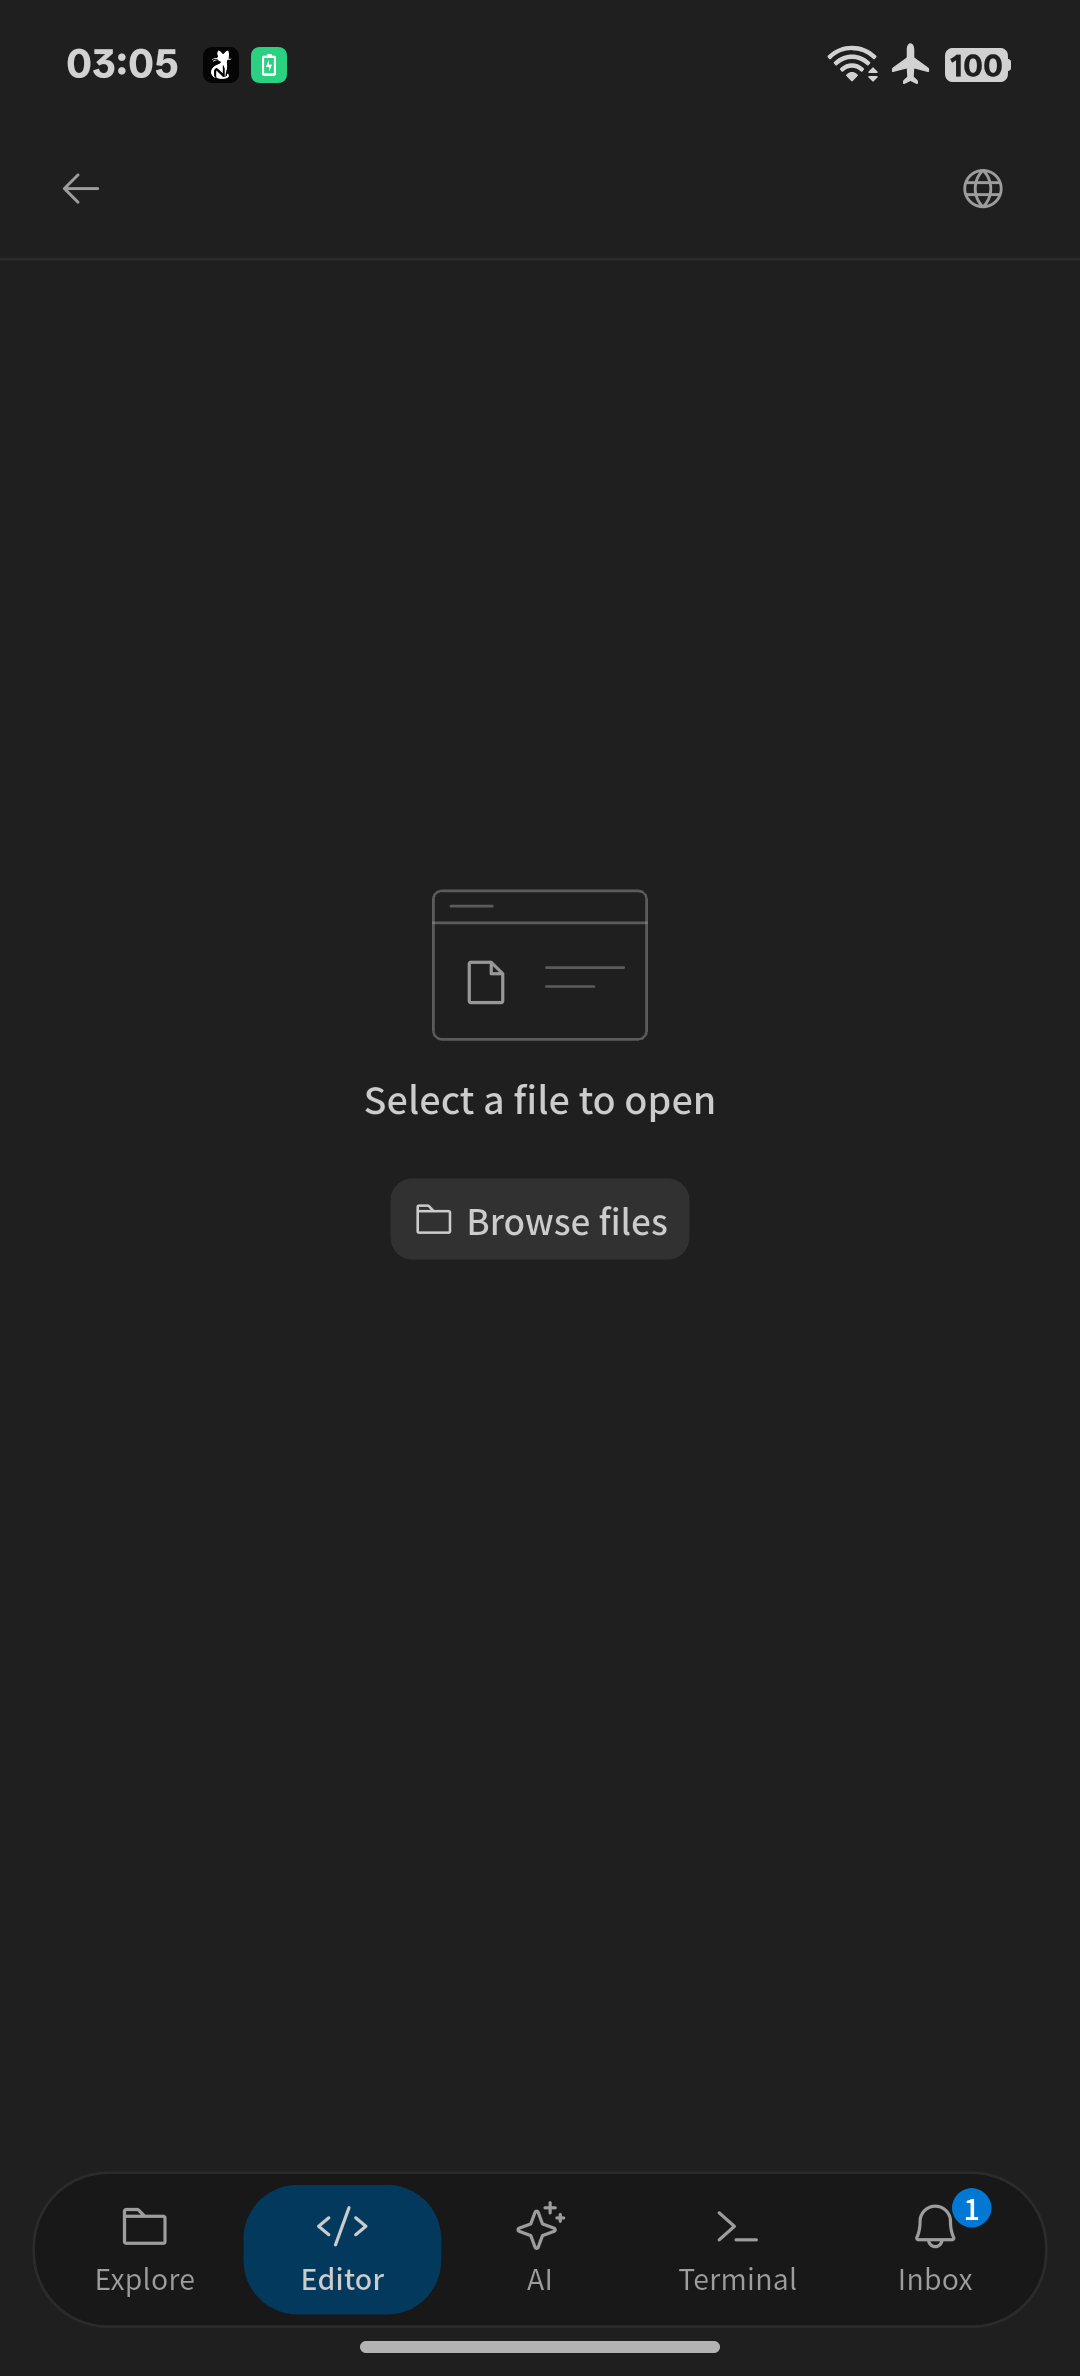 03:05
100
Select a file to open
Browse files
1
Explore
Editor
AI
Terminal
Inbox